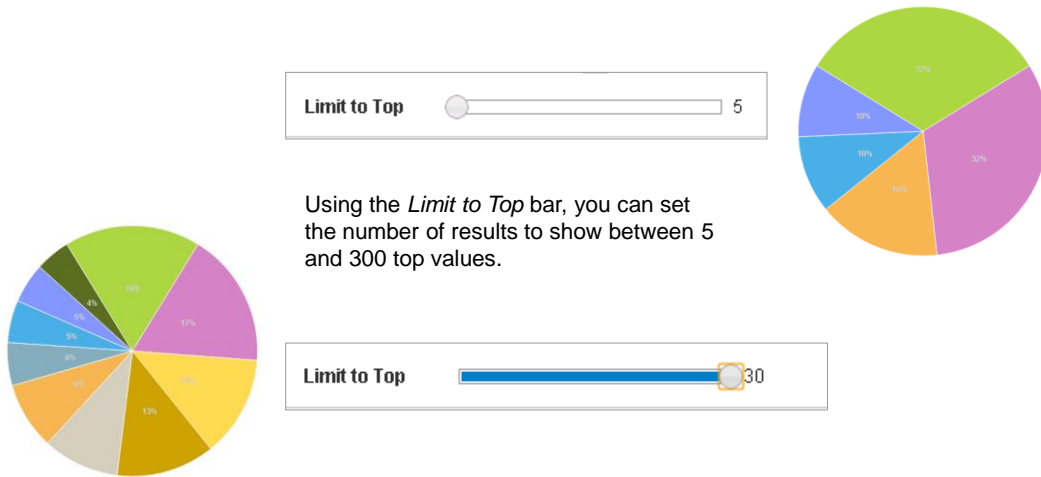 32%
Limit to Top 5
10%
32%
10%
Using the Limit to Top bar, you can set
the number of results to show between 5
and 300 top values.
4%
17%
5%
5%
6%
9%
13%
Limit to Top 30